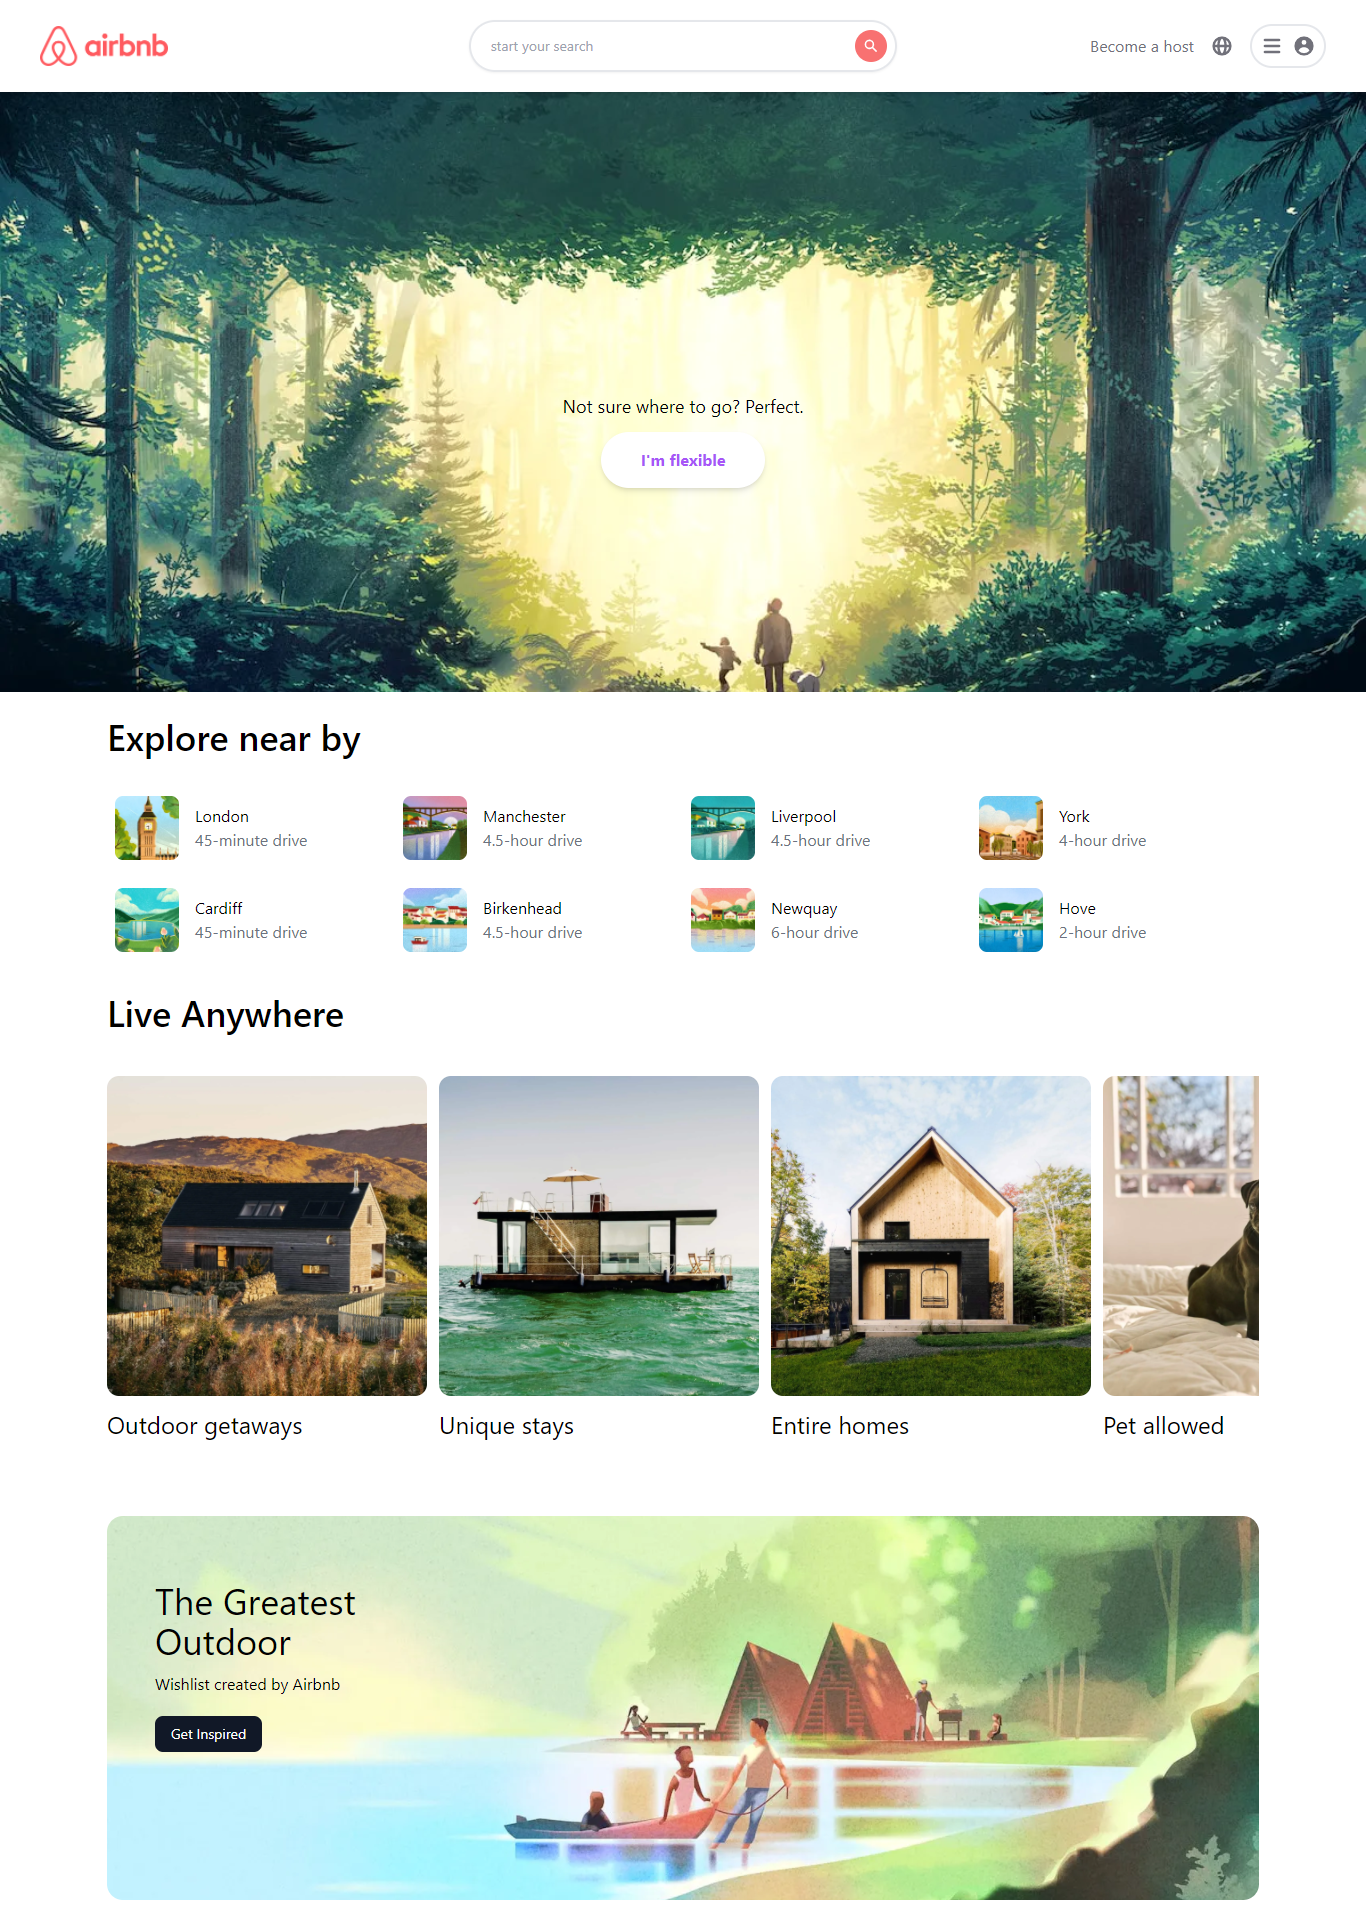 airbnb
start your search
Become a host
Not sure where to go? Perfect.
I'm flexible
Explore near by
London
45-minute drive
Manchester
4.5-hour drive
Liverpool
4.5-hour drive
York
4-hour drive
Cardiff
45-minute drive
Birkenhead
4.5-hour drive
Newquay
6-hour drive
Hove
2-hour drive
Live Anywhere
Outdoor getaways
Unique stays
Entire homes
Pet allowed
The Greatest
Outdoor
Wishlist created by Airbnb
Get Inspired